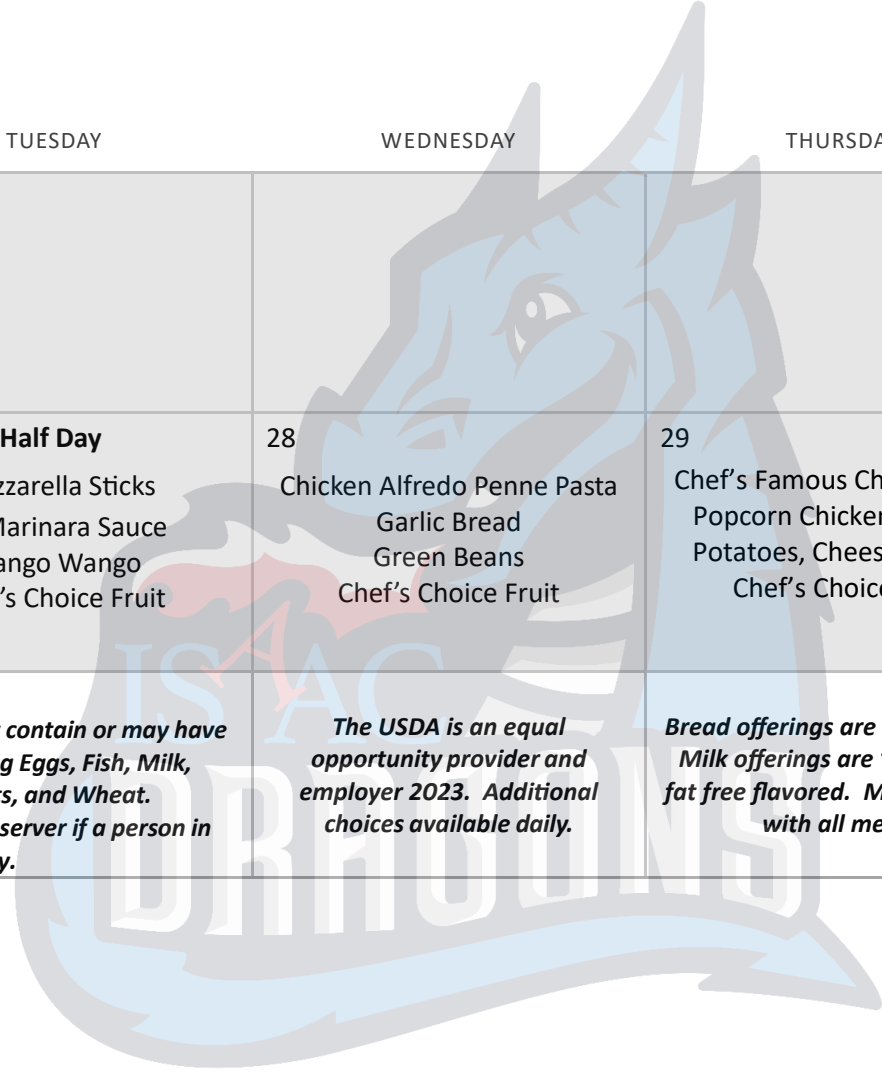 TUESDAY
WEDNESDAY
THURSDA
Half Day
zzarella Sticks
Marinara Sauce
ango Wango
's Choice Fruit
28
Chicken Alfredo Penne Pasta
Garlic Bread
Green Beans
Chef's Choice Fruit
29
Chef's Famous Ch
Popcorn Chicken
Potatoes, Chees
Chef's Choice
contain or may have
g Eggs, Fish, Milk,
s, and Wheat.
server if a person in
y.
The USDA is an equal
opportunity provider and
employer 2023. Additional
choices available daily.
Bread offerings are
Milk offerings are
fat free flavored. M
with all me
ISAAC
DRAGONS